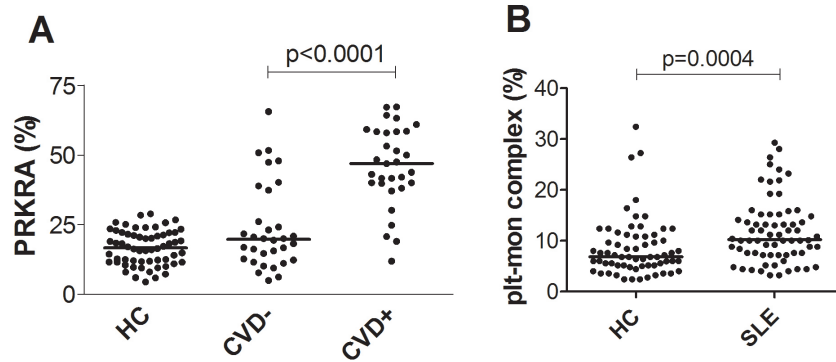 A
p<0.0001
PRKRA (%)
75
50
25
0
HC
CVD-
CVD+
B
p=0.0004
plt-mon complex (%)
40
30
20
10
0
HC
SLE